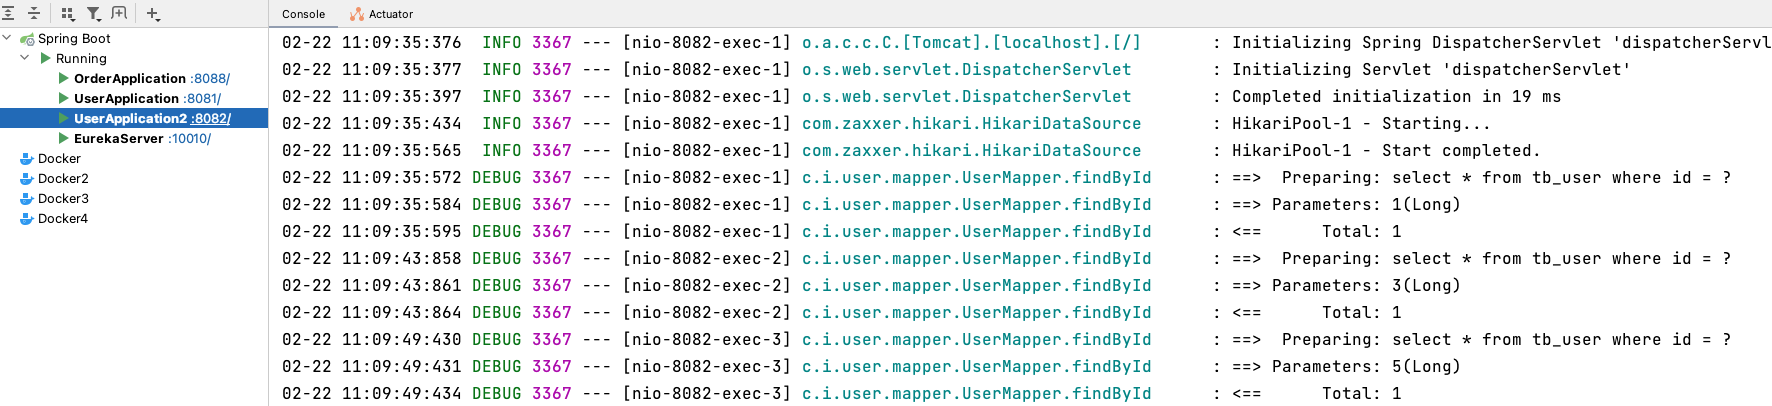 Console Actuator
Spring Boot
Running
OrderApplication :8088/
UserApplication :8081/
UserApplication2 :8082/
EurekaServer :10010/
Docker
Docker2
Docker3
Docker4
02-22 11:09:35:376  INFO 3367 --- [nio-8082-exec-1] o.a.c.c.C.[Tomcat].[localhost].[/]       : Initializing Spring DispatcherServlet 'dispatcherServl
02-22 11:09:35:377  INFO 3367 --- [nio-8082-exec-1] o.s.web.servlet.DispatcherServlet        : Initializing Servlet 'dispatcherServlet'
02-22 11:09:35:397  INFO 3367 --- [nio-8082-exec-1] o.s.web.servlet.DispatcherServlet        : Completed initialization in 19 ms
02-22 11:09:35:434  INFO 3367 --- [nio-8082-exec-1] com.zaxxer.hikari.HikariDataSource       : HikariPool-1 - Starting...
02-22 11:09:35:565  INFO 3367 --- [nio-8082-exec-1] com.zaxxer.hikari.HikariDataSource       : HikariPool-1 - Start completed.
02-22 11:09:35:572 DEBUG 3367 --- [nio-8082-exec-1] c.i.user.mapper.UserMapper.findById      : ==>  Preparing: select * from tb_user where id = ?
02-22 11:09:35:584 DEBUG 3367 --- [nio-8082-exec-1] c.i.user.mapper.UserMapper.findById      : ==> Parameters: 1(Long)
02-22 11:09:35:595 DEBUG 3367 --- [nio-8082-exec-1] c.i.user.mapper.UserMapper.findById      : <==      Total: 1
02-22 11:09:43:858 DEBUG 3367 --- [nio-8082-exec-2] c.i.user.mapper.UserMapper.findById      : ==>  Preparing: select * from tb_user where id = ?
02-22 11:09:43:861 DEBUG 3367 --- [nio-8082-exec-2] c.i.user.mapper.UserMapper.findById      : ==> Parameters: 3(Long)
02-22 11:09:43:864 DEBUG 3367 --- [nio-8082-exec-2] c.i.user.mapper.UserMapper.findById      : <==      Total: 1
02-22 11:09:49:430 DEBUG 3367 --- [nio-8082-exec-3] c.i.user.mapper.UserMapper.findById      : ==>  Preparing: select * from tb_user where id = ?
02-22 11:09:49:431 DEBUG 3367 --- [nio-8082-exec-3] c.i.user.mapper.UserMapper.findById      : ==> Parameters: 5(Long)
02-22 11:09:49:434 DEBUG 3367 --- [nio-8082-exec-3] c.i.user.mapper.UserMapper.findById      : <==      Total: 1